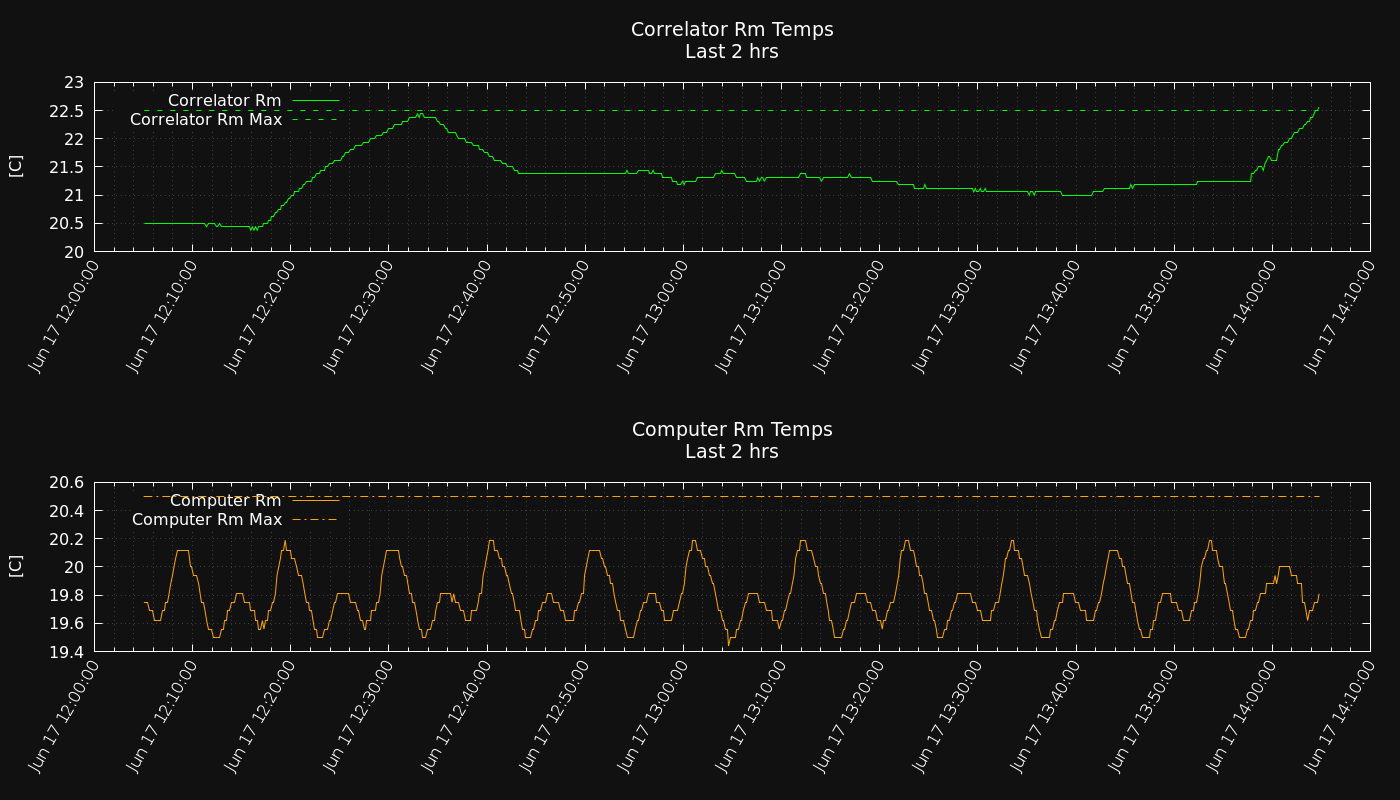 Correlator Rm Temps
Last 2 hrs
[C]
23
22.5
22
21.5
21
20.5
20
Correlator Rm
Correlator Rm Max
Jun 17 12:00:00
Jun 17 12:10:00
Jun 17 12:20:00
Jun 17 12:30:00
Jun 17 12:40:00
Jun 17 12:50:00
Jun 17 13:00:00
Jun 17 13:10:00
Jun 17 13:20:00
Jun 17 13:30:00
Jun 17 13:40:00
Jun 17 13:50:00
Jun 17 14:00:00
Jun 17 14:10:00
Computer Rm Temps
Last 2 hrs
[C]
20.6
20.4
20.2
20
19.8
19.6
19.4
Computer Rm
Computer Rm Max
Jun 17 12:00:00
Jun 17 12:10:00
Jun 17 12:20:00
Jun 17 12:30:00
Jun 17 12:40:00
Jun 17 12:50:00
Jun 17 13:00:00
Jun 17 13:10:00
Jun 17 13:20:00
Jun 17 13:30:00
Jun 17 13:40:00
Jun 17 13:50:00
Jun 17 14:00:00
Jun 17 14:10:00